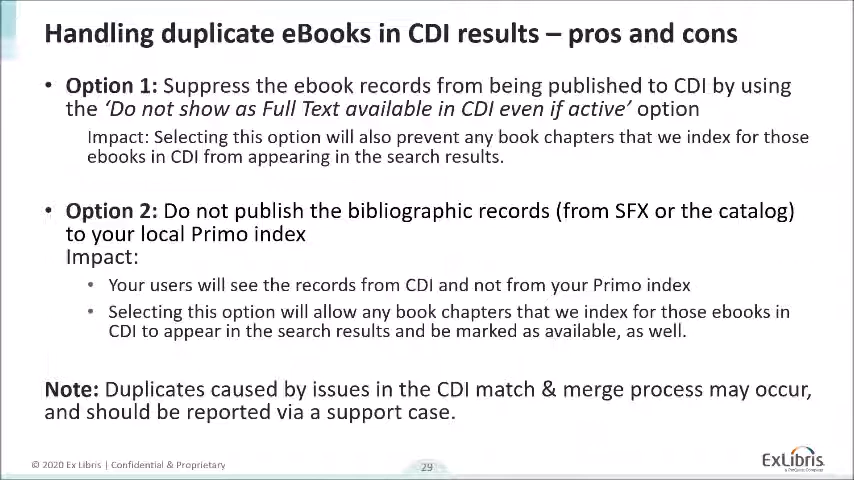 Handling duplicate eBooks in CDI results – pros and cons
• Option 1: Suppress the ebook records from being published to CDI by using
the ‘Do not show as Full Text available in CDI even if active’ option
Impact: Selecting this option will also prevent any book chapters that we index for those
ebooks in CDI from appearing in the search results.
• Option 2: Do not publish the bibliographic records (from SFX or the catalog)
to your local Primo index
Impact:
• Your users will see the records from CDI and not from your Primo index
• Selecting this option will allow any book chapters that we index for those ebooks in
CDI to appear in the search results and be marked as available, as well.
Note: Duplicates caused by issues in the CDI match & merge process may occur,
and should be reported via a support case.
© 2020 Ex Libris | Confidential & Proprietary
29
ExLibris
a ProQuest Company